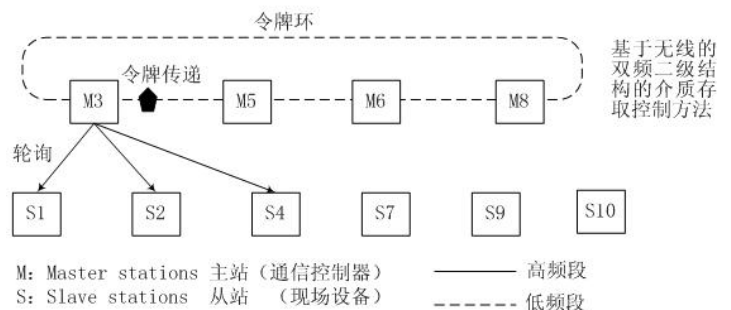 令牌环
令牌传递
基于无线的
双频二级结
构的介质存
取控制方法
M3
M5
M6
M8
轮询
S1
S2
S4
S7
S9
S10
M: Master stations 主站（通信控制器）
高频段
S: Slave stations 从站 （现场设备）
低频段